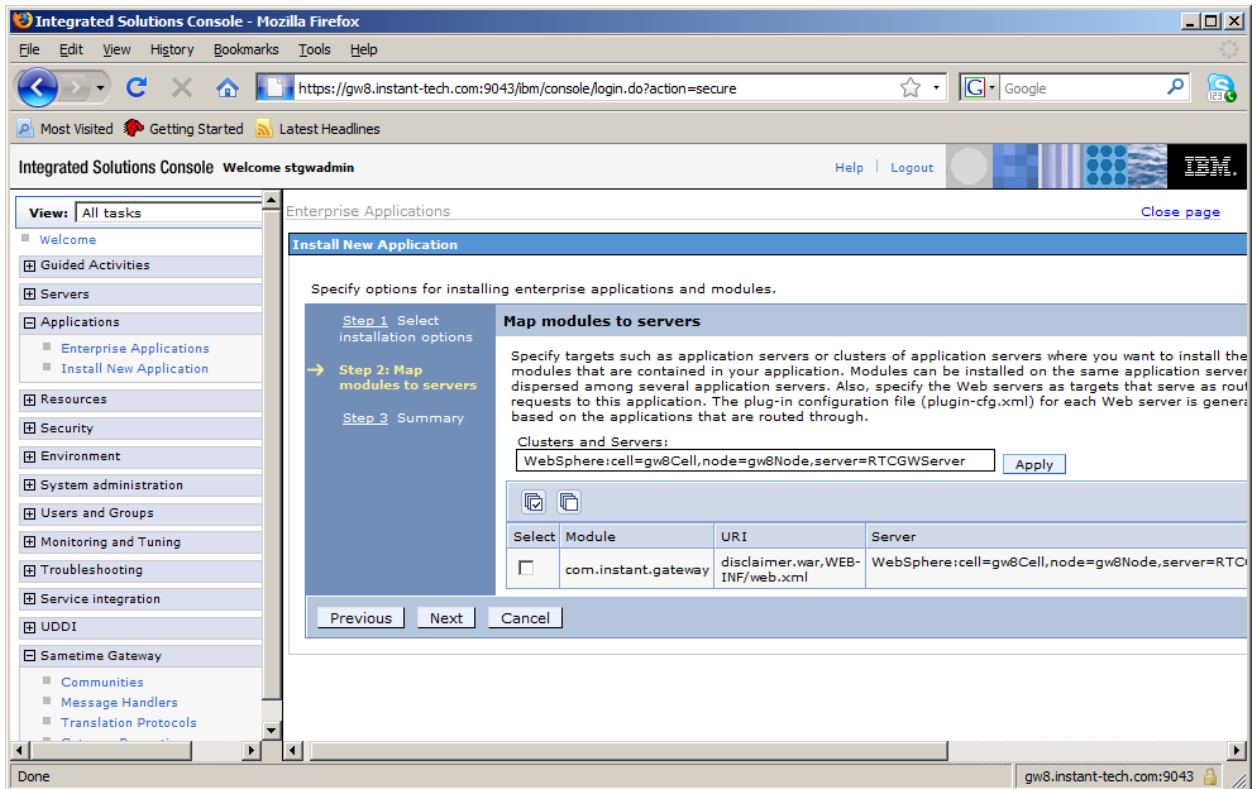 Integrated Solutions Console - Mozilla Firefox
File Edit View History Bookmarks Tools Help
https://gw8.instant-tech.com:9043/ibm/console/login.do?action=secure
G Google
Most Visited Getting Started Latest Headlines
Integrated Solutions Console Welcome stgwadmin
Help Logout
IBM.
View: All tasks
Welcome
Guided Activities
Servers
Applications
Enterprise Applications
Install New Application
Resources
Security
Environment
System administration
Users and Groups
Monitoring and Tuning
Troubleshooting
Service integration
UDDI
Sametime Gateway
Communities
Message Handlers
Translation Protocols
Enterprise Applications
Close page
Install New Application
Specify options for installing enterprise applications and modules.
Step 1 Select
installation options
Step 2: Map
modules to servers
Step 3 Summary
Map modules to servers
Specify targets such as application servers or clusters of application servers where you want to install the
modules that are contained in your application. Modules can be installed on the same application server
dispersed among several application servers. Also, specify the Web servers as targets that serve as rout
requests to this application. The plug-in configuration file (plugin-cfg.xml) for each Web server is genera
based on the applications that are routed through.
Clusters and Servers:
WebSphere:cell=gw8Cell,node=gw8Node,server=RTCGWServer
Apply
Select Module URI Server
com.instant.gateway
disclaimer.war,WEB-
INF/web.xml
WebSphere:cell=gw8Cell,node=gw8Node,server=RTCG
Previous Next Cancel
Done
gw8.instant-tech.com:9043